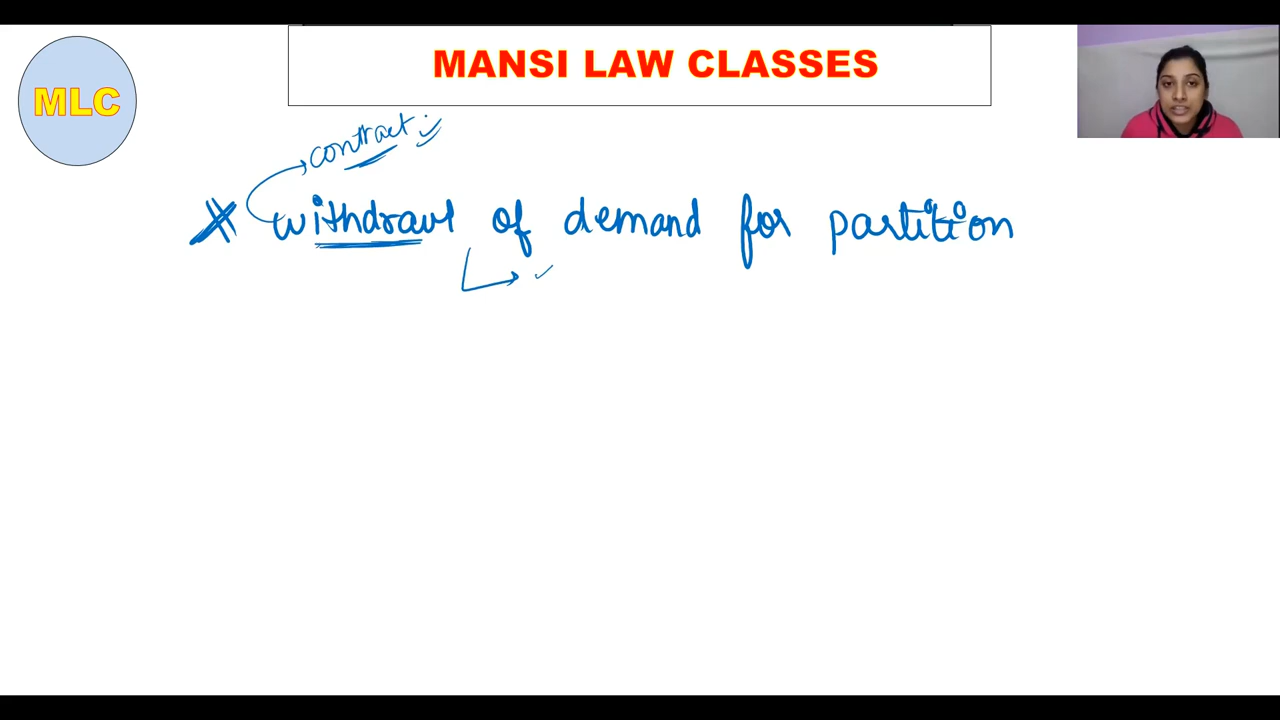 MANSI LAW CLASSES
MLC
contract
withdrawl of demand for partition